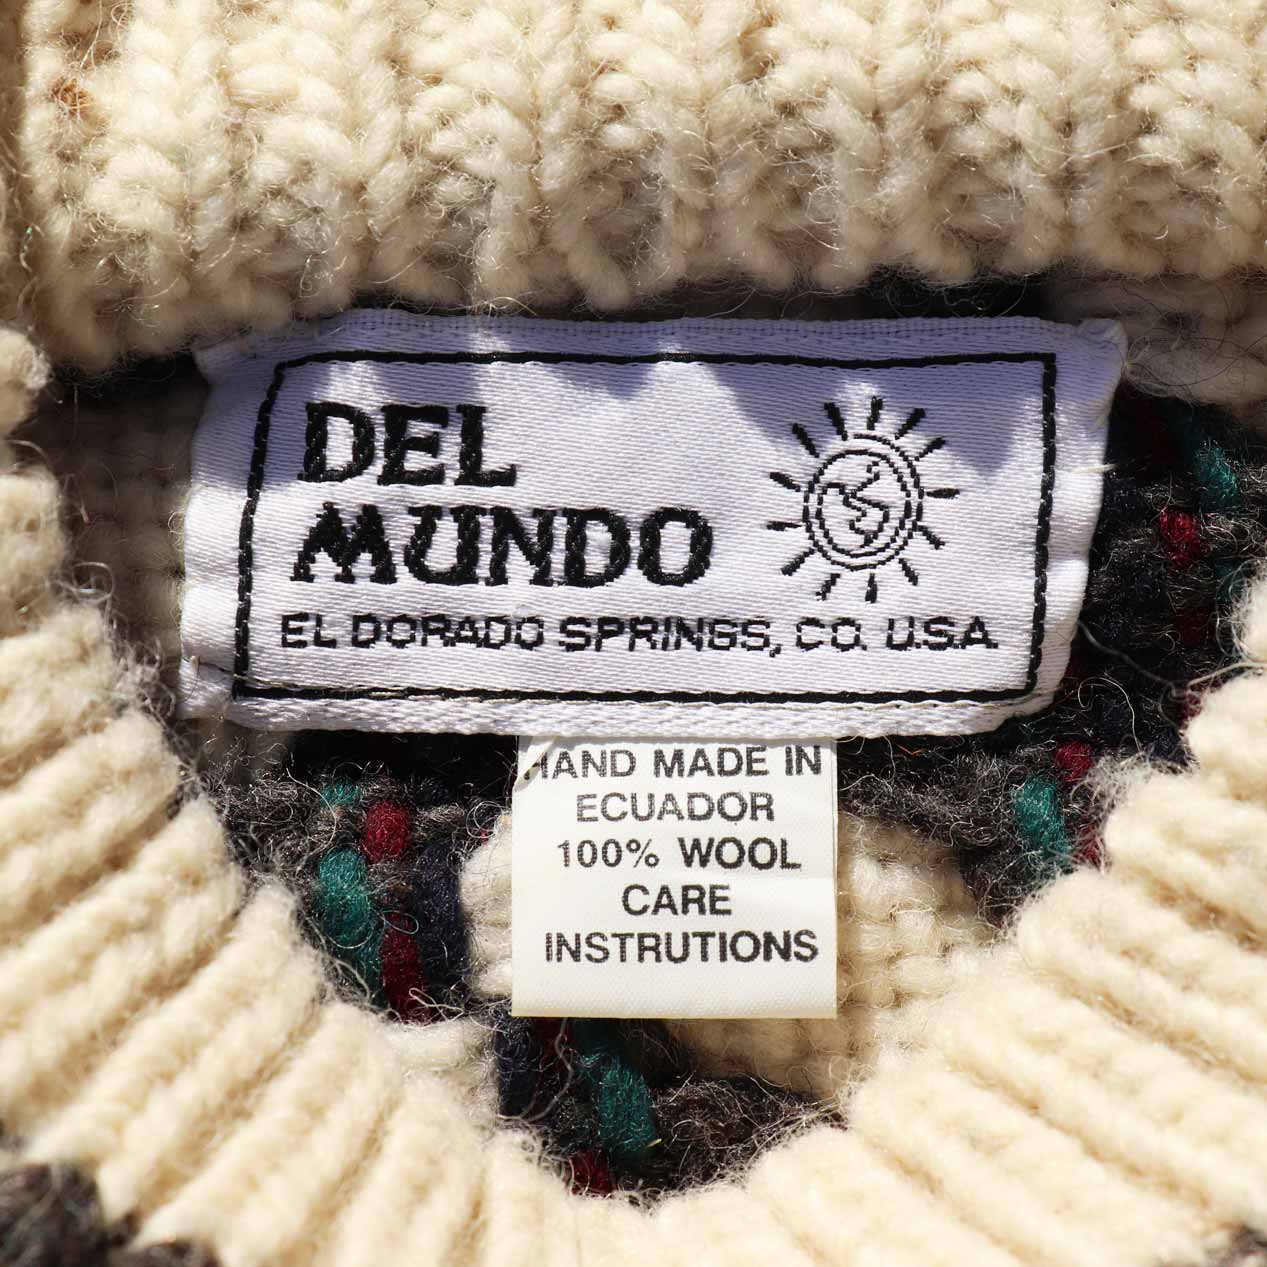 DEL
MUNDO
EL DORADO SPRINGS, CO. U.S.A.
HAND MADE IN
ECUADOR
100% WOOL
CARE
INSTRUTIONS